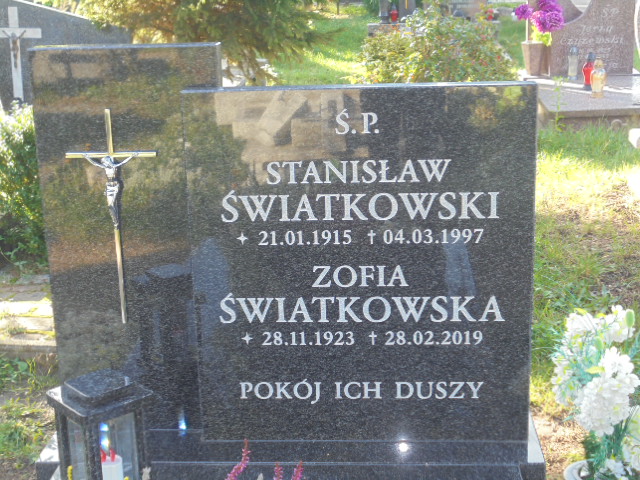 Ś.P.
STANISŁAW
ŚWIATKOWSKI
✦ 21.01.1915 † 04.03.1997
ZOFIA
ŚWIATKOWSKA
✦ 28.11.1923 † 28.02.2019
POKÓJ ICH DUSZY